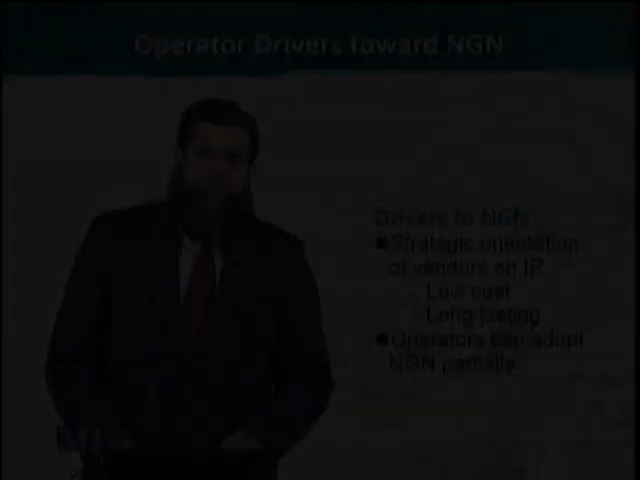 Operator Drivers toward NGN
Drivers to NGN
●Strategic orientation
of vendors on IP
Low cost
Long lasting
●Operators can adopt
NGN partially